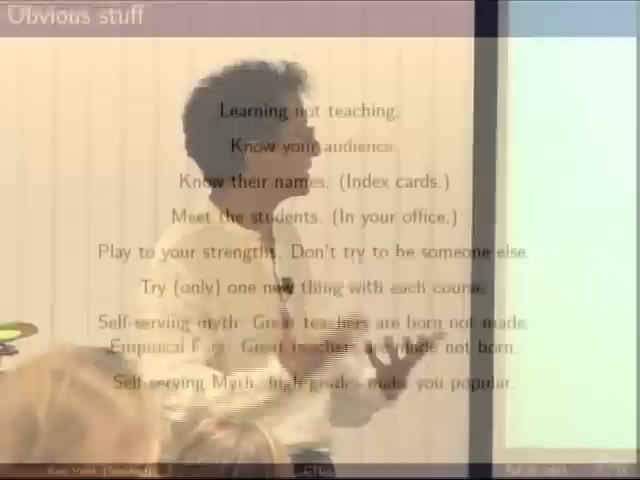 Obvious stuff
Learning not teaching.
Know your audience.
Know their names. (Index cards.)
Meet the students. (In your office.)
Play to your strengths. Don't try to be someone else.
Try (only) one new thing with each course.
Self-serving myth: Great teachers are born not made.
Empirical Great teachers are made not born.
Self serving Myth: high grades make you popular.